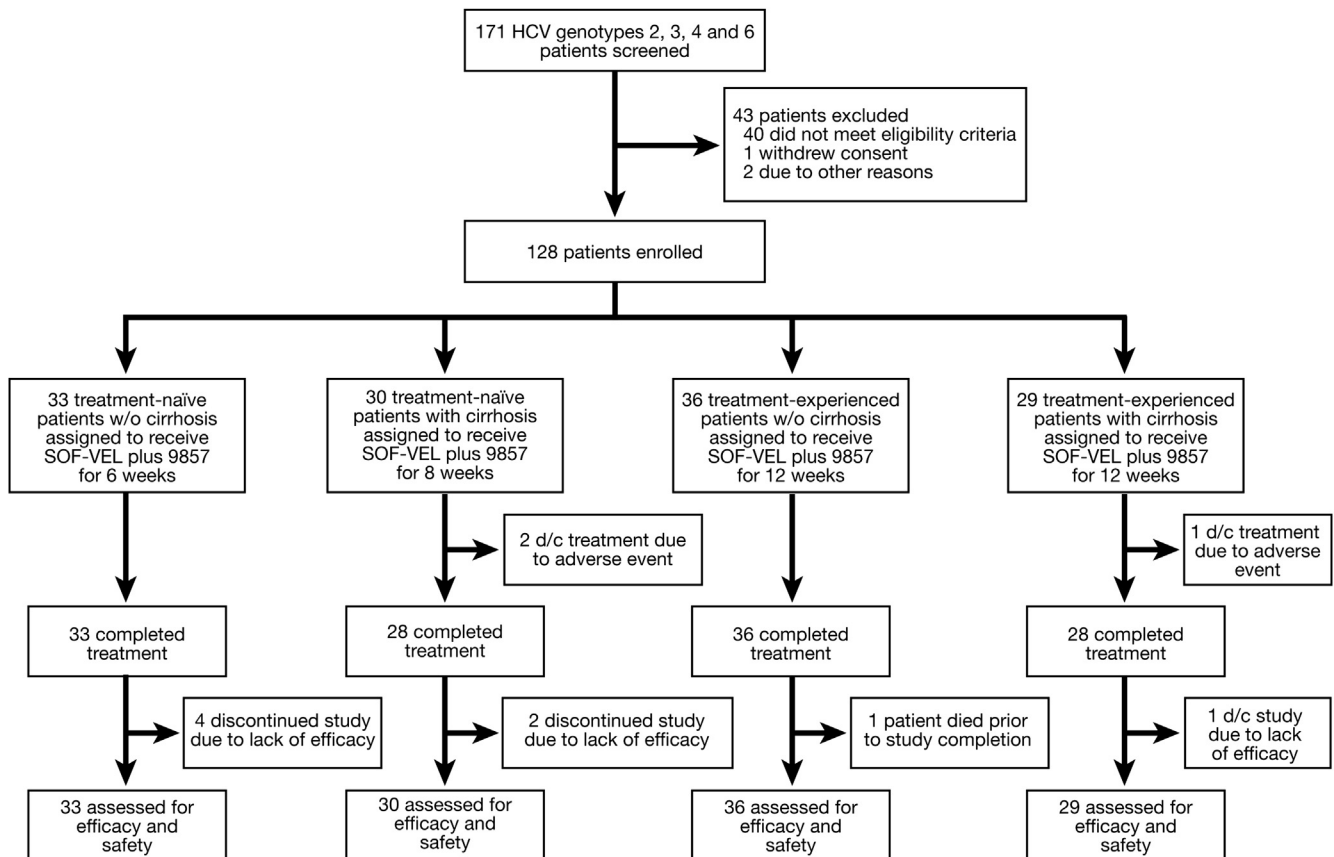 171 HCV genotypes 2, 3, 4 and 6
patients screened
43 patients excluded
40 did not meet eligibility criteria
1 withdrew consent
2 due to other reasons
128 patients enrolled
33 treatment-naïve
patients w/o cirrhosis
assigned to receive
SOF-VEL plus 9857
for 6 weeks
30 treatment-naïve
patients with cirrhosis
assigned to receive
SOF-VEL plus 9857
for 8 weeks
36 treatment-experienced
patients w/o cirrhosis
assigned to receive
SOF-VEL plus 9857
for 12 weeks
29 treatment-experienced
patients with cirrhosis
assigned to receive
SOF-VEL plus 9857
for 12 weeks
2 d/c treatment due
to adverse event
1 d/c treatment
due to adverse
event
33 completed
treatment
28 completed
treatment
36 completed
treatment
28 completed
treatment
4 discontinued study
due to lack of efficacy
2 discontinued study
due to lack of efficacy
1 patient died prior
to study completion
1 d/c study
due to lack
of efficacy
33 assessed for
efficacy and
safety
30 assessed for
efficacy and
safety
36 assessed for
efficacy and
safety
29 assessed for
efficacy and
safety